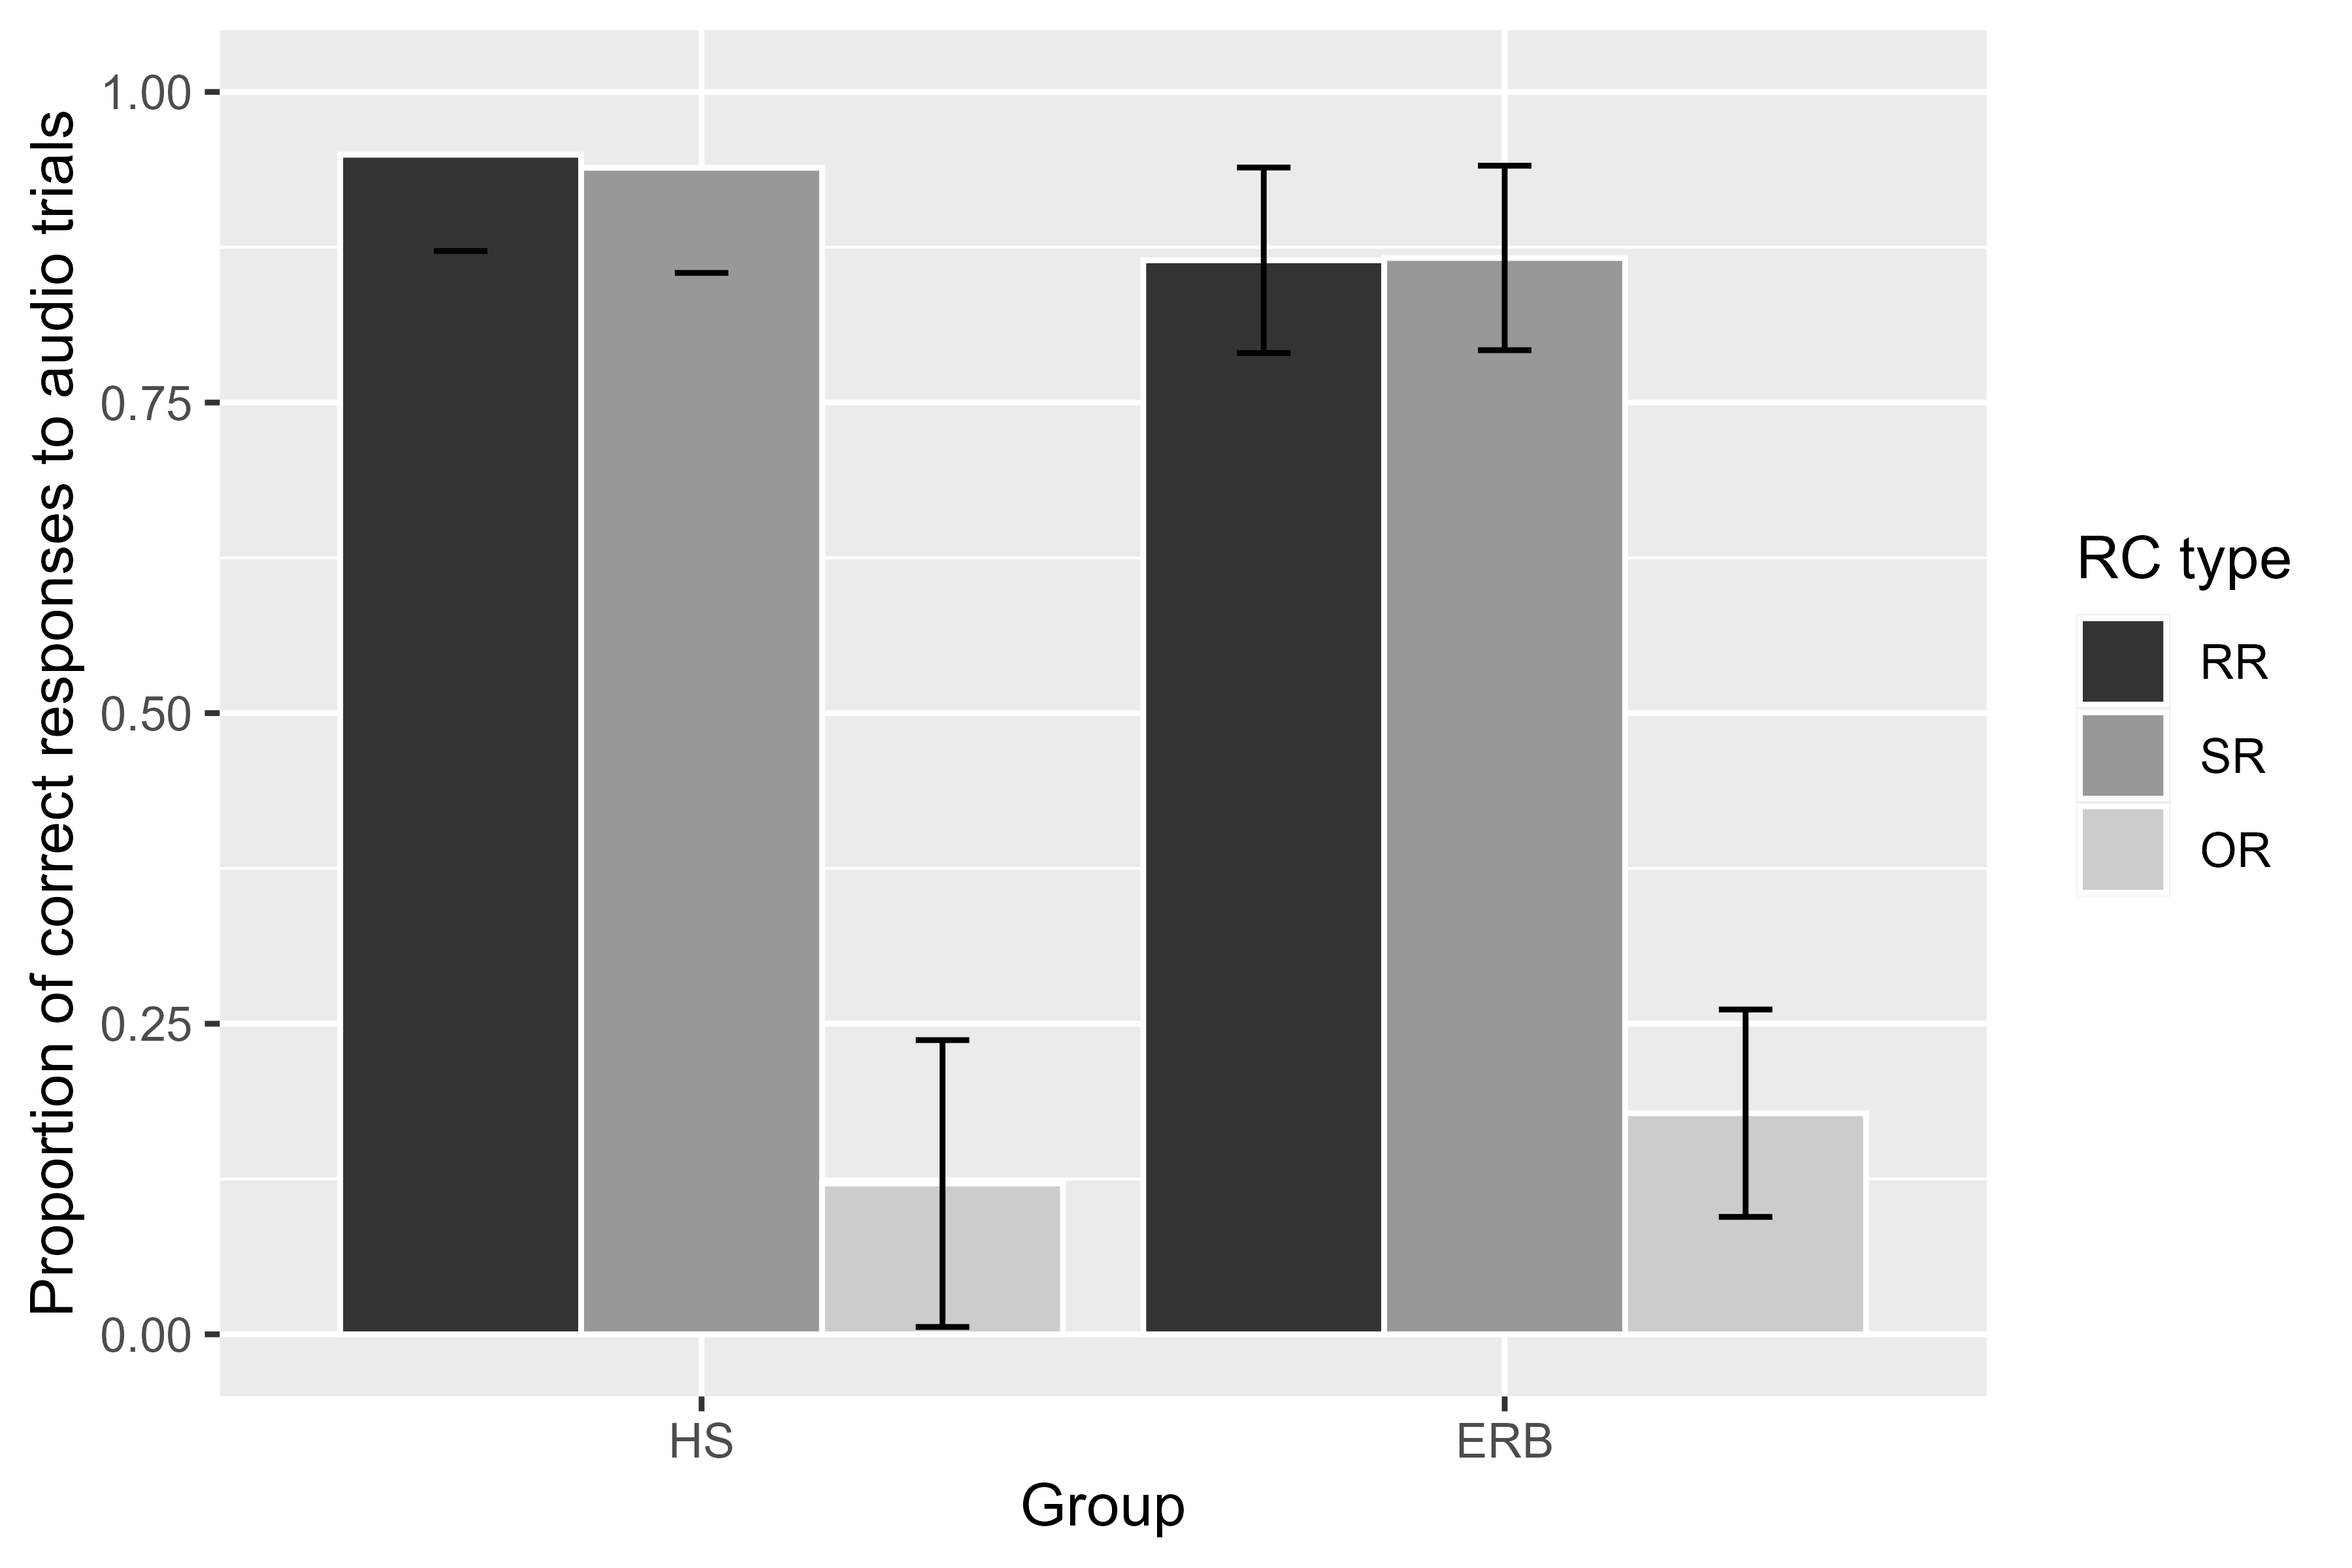 Proportion of correct responses to audio trials
1.00
0.75
0.50
0.25
0.00
HS
ERB
Group
RC type
RR
SR
OR